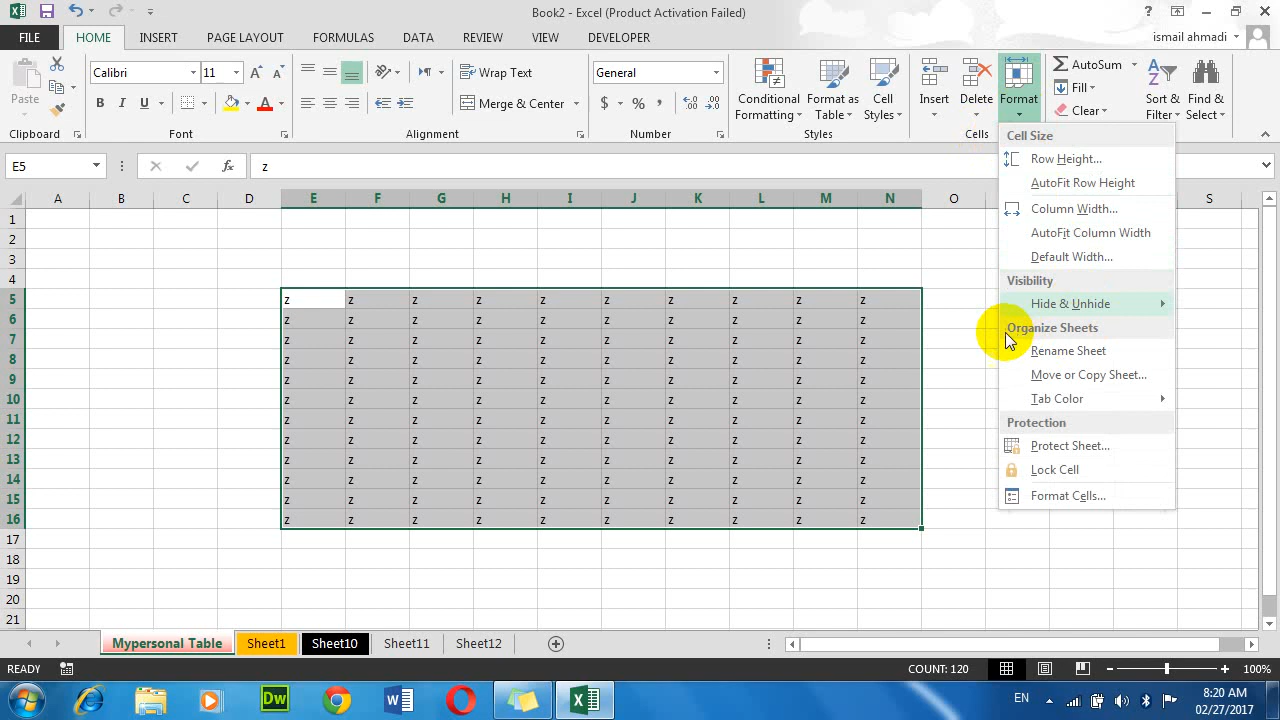 Book2 - Excel (Product Activation Failed)
FILE HOME INSERT PAGE LAYOUT FORMULAS DATA REVIEW VIEW DEVELOPER ismail ahmadi
Paste
Calibri 11
B I U A
Wrap Text
Merge & Center
General
$ % ,
Conditional Formatting
Format as Table
Cell Styles
Insert Delete Format
AutoSum
Fill
Clear
Sort & Filter
Find & Select
Clipboard Font Alignment Number Styles Cells
E5 fx z
A B C D E F G H I J K L M N O S
1
2
3
4
5 z z z z z z z z z z
6 z z z z z z z z z z
7 z z z z z z z z z z
8 z z z z z z z z z z
9 z z z z z z z z z z
10 z z z z z z z z z z
11 z z z z z z z z z z
12 z z z z z z z z z z
13 z z z z z z z z z z
14 z z z z z z z z z z
15 z z z z z z z z z z
16 z z z z z z z z z z
17
18
19
20
21
Cell Size
Row Height...
AutoFit Row Height
Column Width...
AutoFit Column Width
Default Width...
Visibility
Hide & Unhide
Organize Sheets
Rename Sheet
Move or Copy Sheet...
Tab Color
Protection
Protect Sheet...
Lock Cell
Format Cells...
Mypersonal Table Sheet1 Sheet10 Sheet11 Sheet12
READY COUNT: 120 100%
Dw EN 8:20 AM
02/27/2017